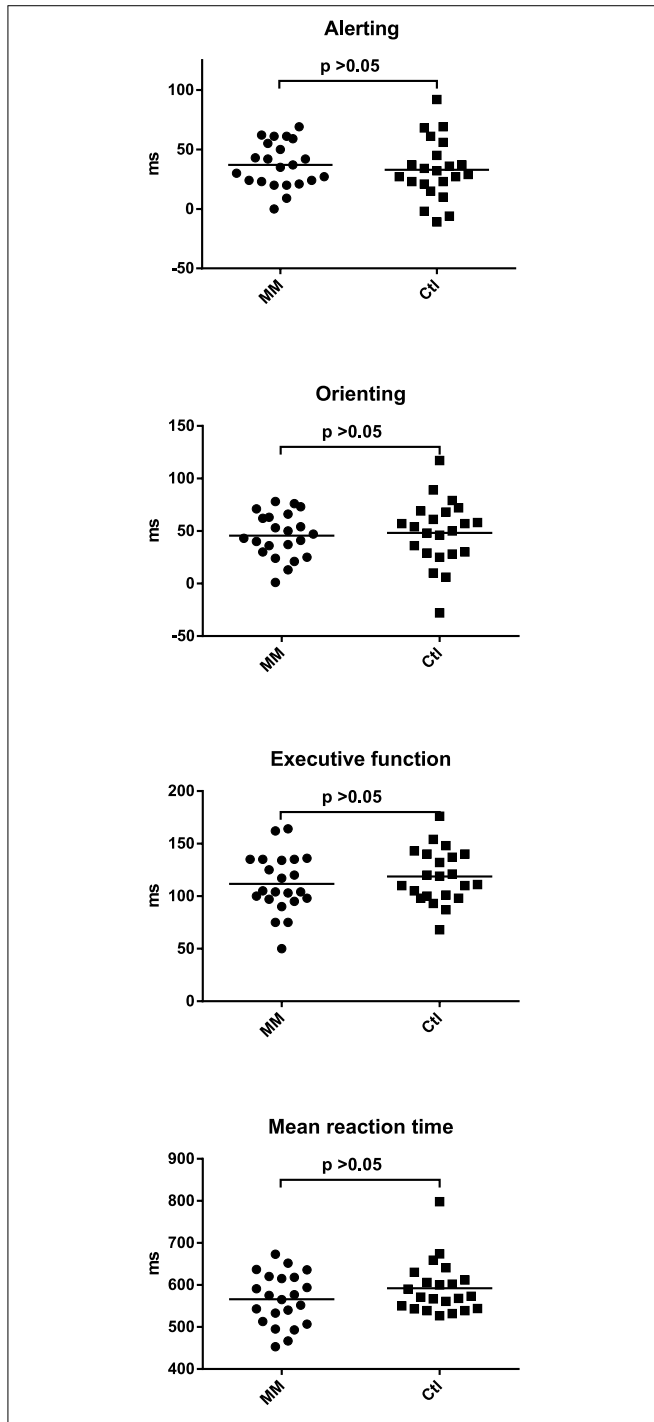 Alerting
p >0.05
100
50
0
-50
ms
MM
Ctl
Orienting
p >0.05
150
100
50
0
-50
ms
MM
Ctl
Executive function
p >0.05
200
150
100
50
0
ms
MM
Ctl
Mean reaction time
p >0.05
900
800
700
600
500
400
ms
MM
Ctl